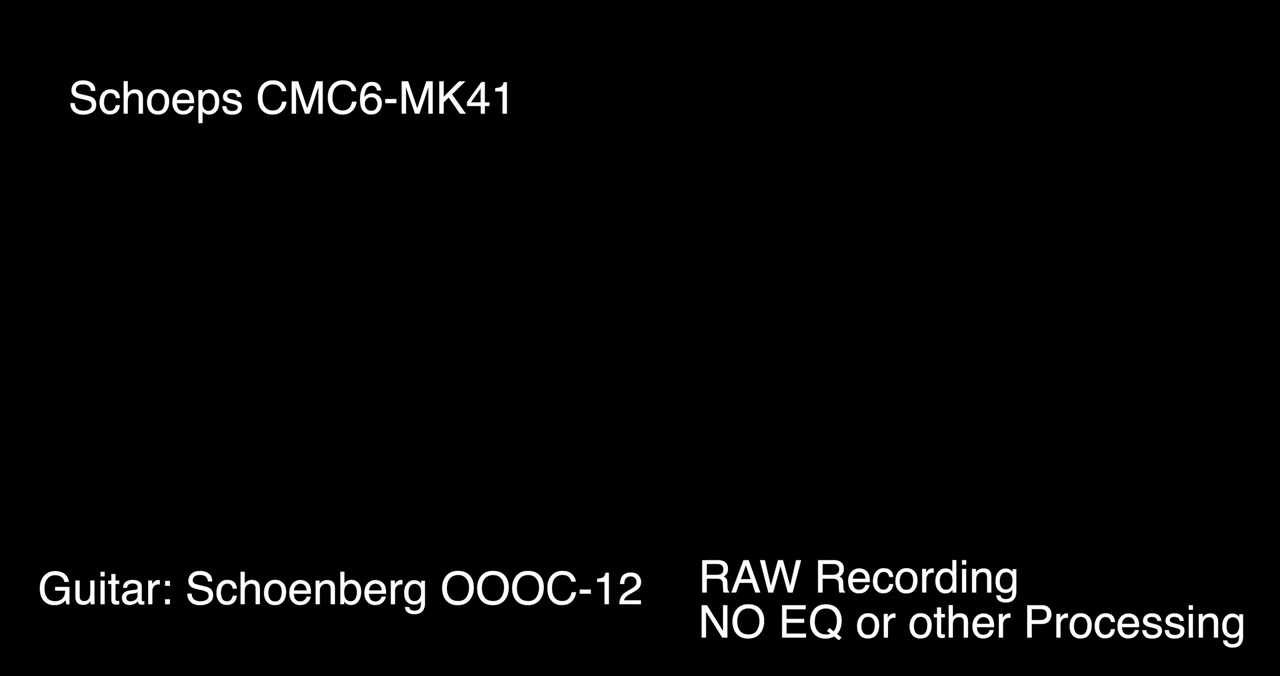 Schoeps CMC6-MK41
Guitar: Schoenberg OOOC-12
RAW Recording
NO EQ or other Processing